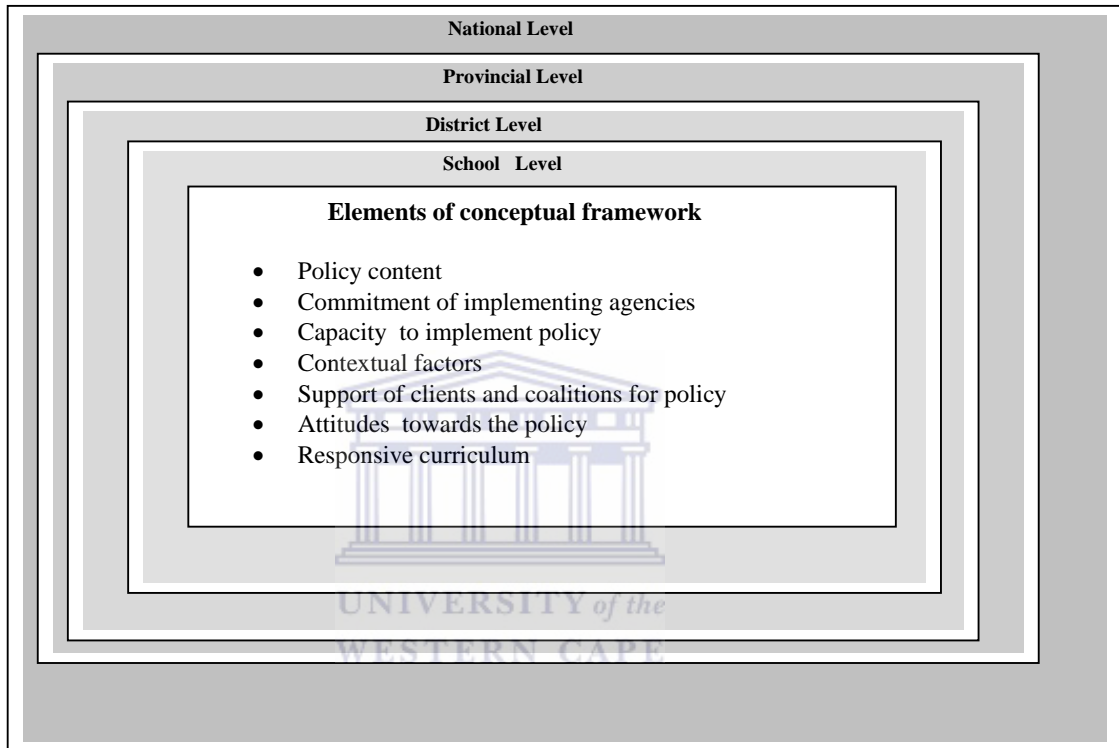 National Level
Provincial Level
District Level
School Level
Elements of conceptual framework
• Policy content
• Commitment of implementing agencies
• Capacity to implement policy
• Contextual factors
• Support of clients and coalitions for policy
• Attitudes towards the policy
• Responsive curriculum
UNIVERSITY of the
WESTERN CAPE